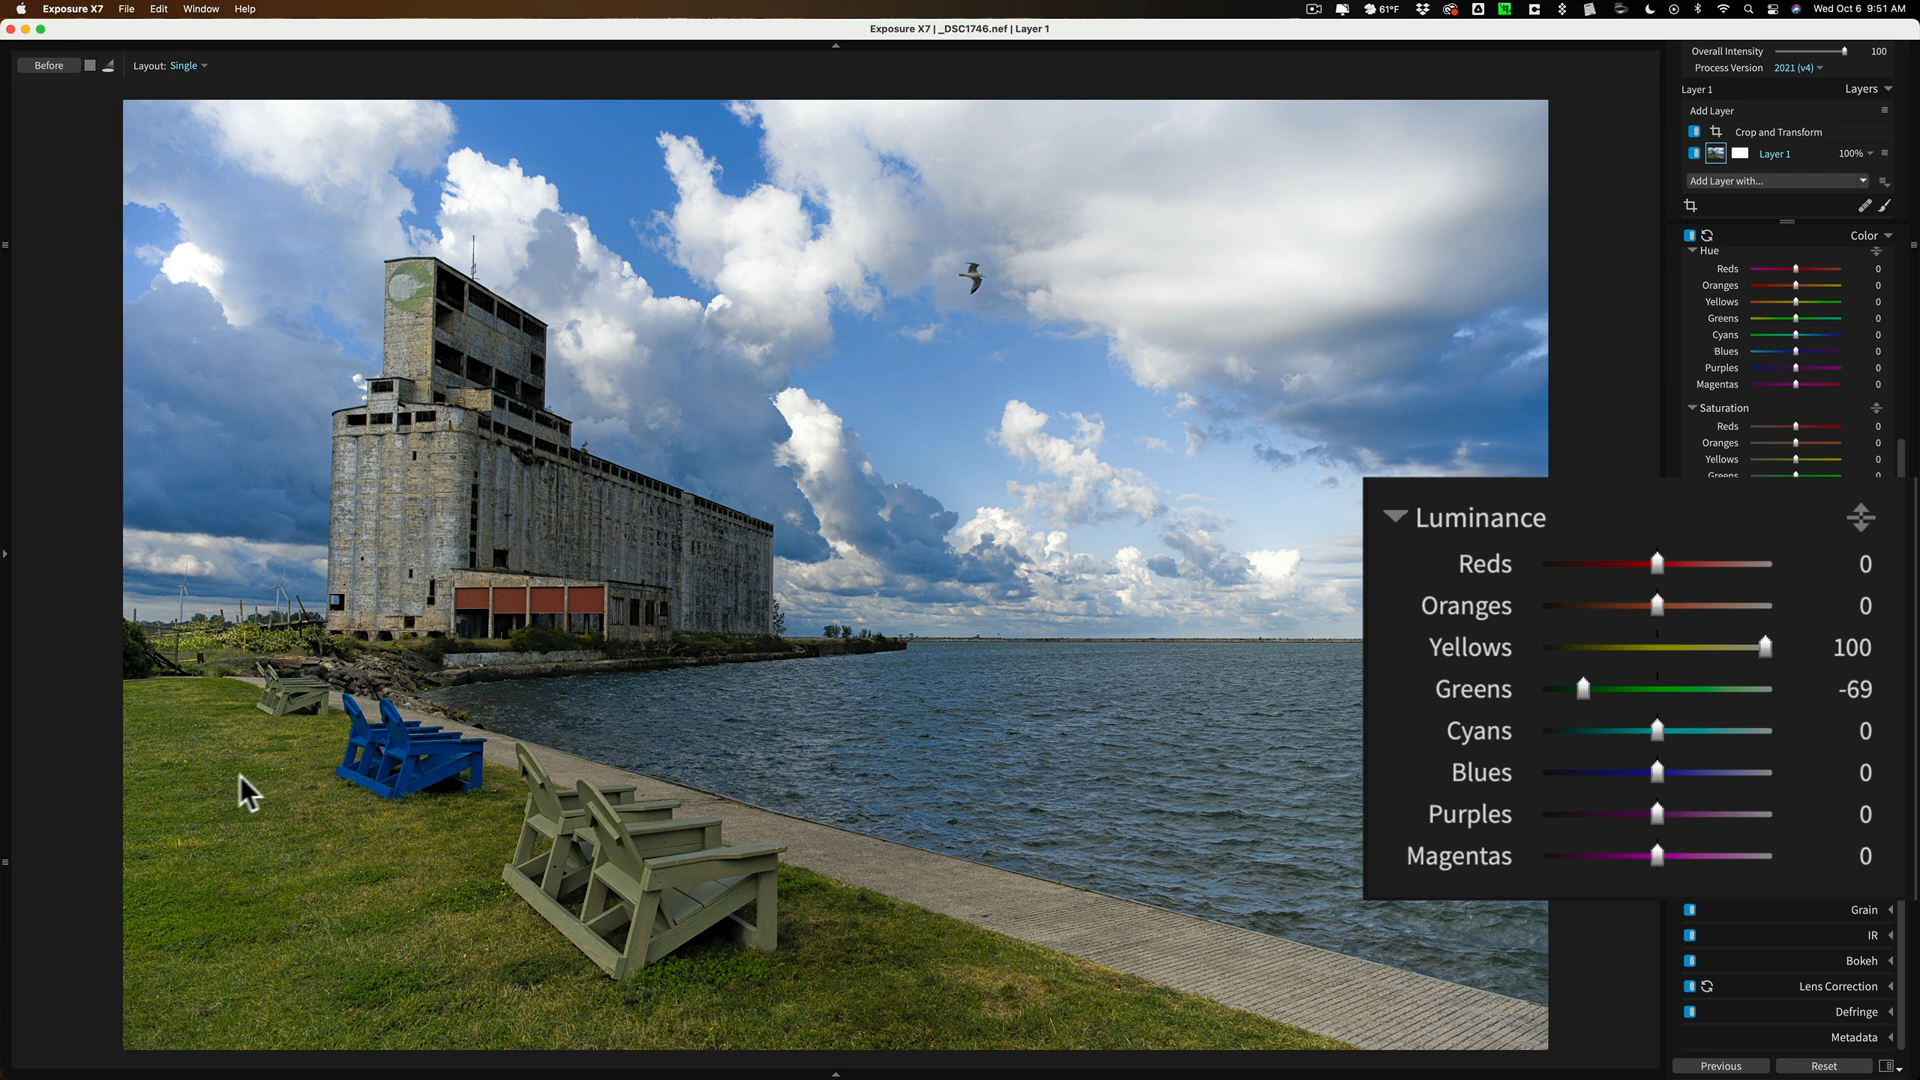 Exposure X7 File Edit Window Help 61°F Wed Oct 6 9:51 AM
Exposure X7 | _DSC1746.nef | Layer 1
Before Layout: Single
Overall Intensity 100
Process Version 2021 (v4)
Layer 1 Layers
Add Layer
Crop and Transform
Layer 1 100%
Add Layer with...
Color
Hue
Reds 0
Oranges 0
Yellows 0
Greens 0
Cyans 0
Blues 0
Purples 0
Magentas 0
Saturation
Reds 0
Oranges 0
Yellows 0
Greens
Luminance
Reds 0
Oranges 0
Yellows 100
Greens -69
Cyans 0
Blues 0
Purples 0
Magentas 0
Grain
IR
Bokeh
Lens Correction
Defringe
Metadata
Previous Reset